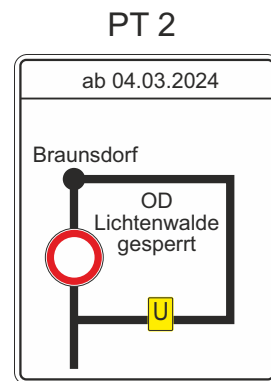 PT 2
ab 04.03.2024
Braunsdorf
OD
Lichtenwalde
gesperrt
U